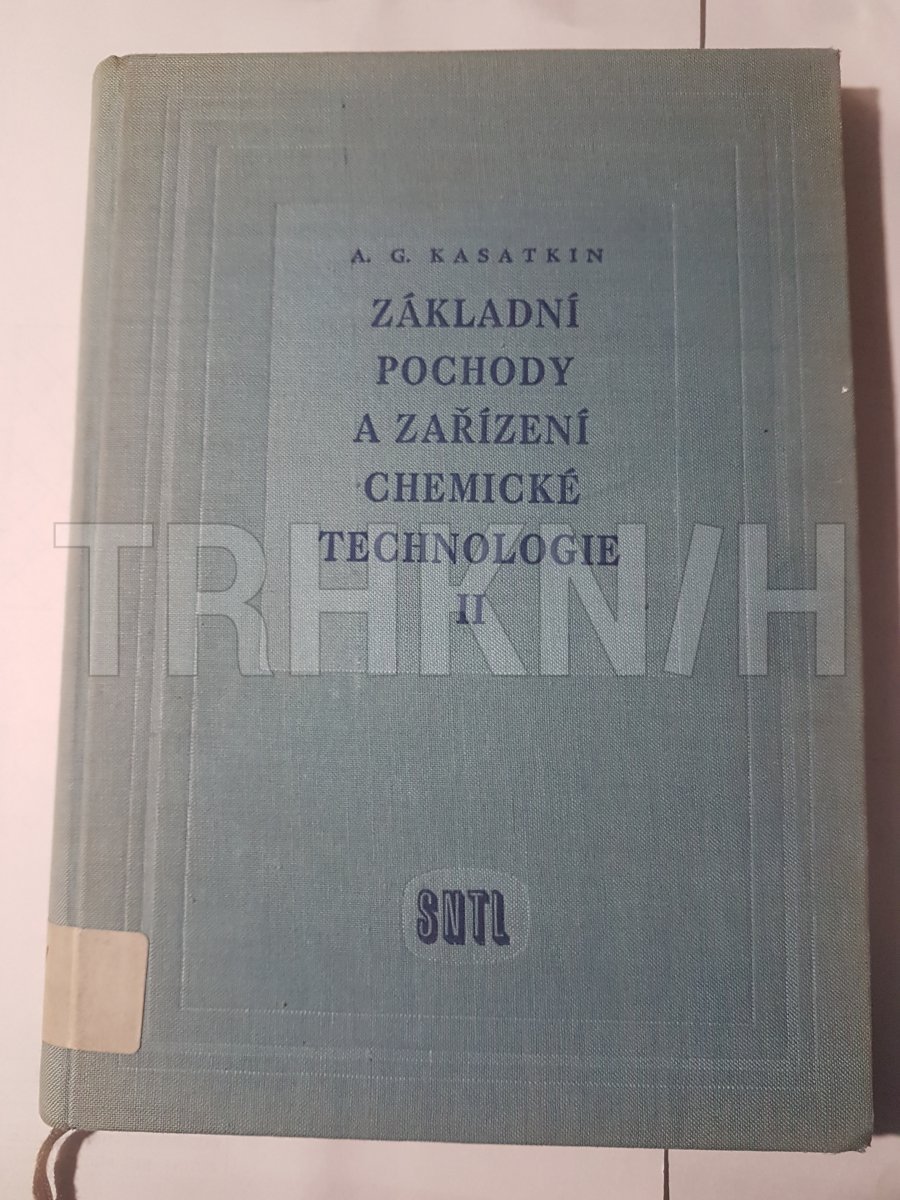 A. G. KASATKIN
ZÁKLADNÍ
POCHODY
A ZAŘÍZENÍ
CHEMICKÉ
TECHNOLOGIE
TRHKNIH
II
SNTL